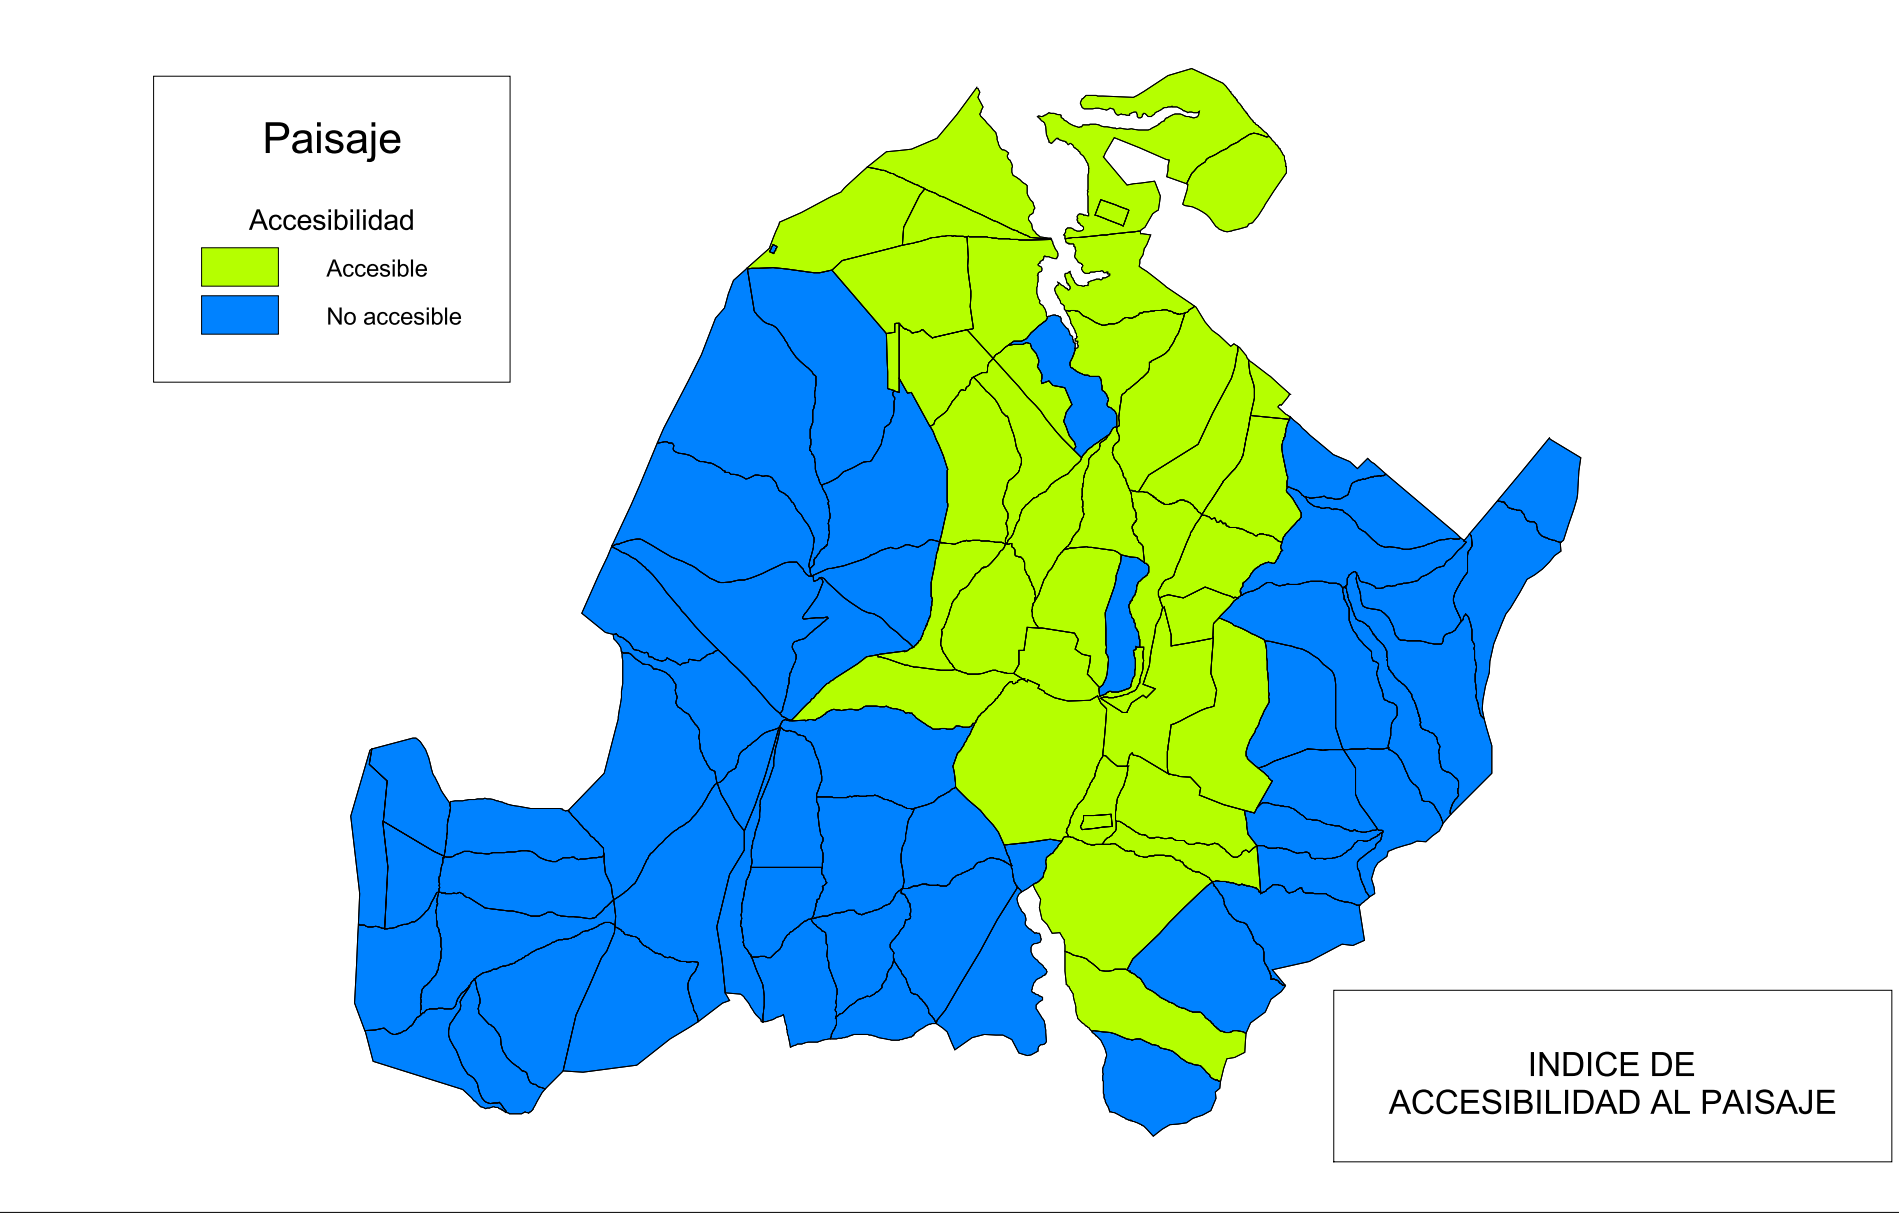 Paisaje
Accesibilidad
Accesible
No accesible
INDICE DE
ACCESIBILIDAD AL PAISAJE